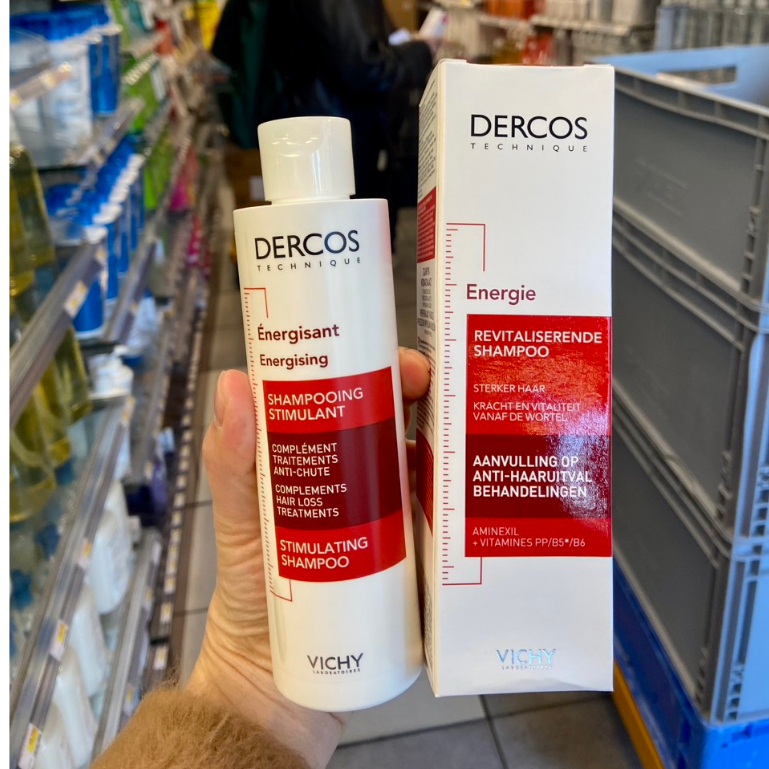 DERCOS
TECHNIQUE
Énergisant
Energising
SHAMPOOING
STIMULANT
COMPLÉMENT
TRAITEMENTS
ANTI-CHUTE
COMPLEMENTS
HAIR LOSS
TREATMENTS
STIMULATING
SHAMPOO
VICHY
LABORATOIRES
DERCOS
TECHNIQUE
Energie
REVITALISERENDE
SHAMPOO
STERKER HAAR
KRACHT EN VITALITEIT
VANAF DE WORTEL
AANVULLING OP
ANTI-HAARUITVAL
BEHANDELINGEN
AMINEXIL
+ VITAMINES PP/B5*/B6
VICHY
LABORATOIRES